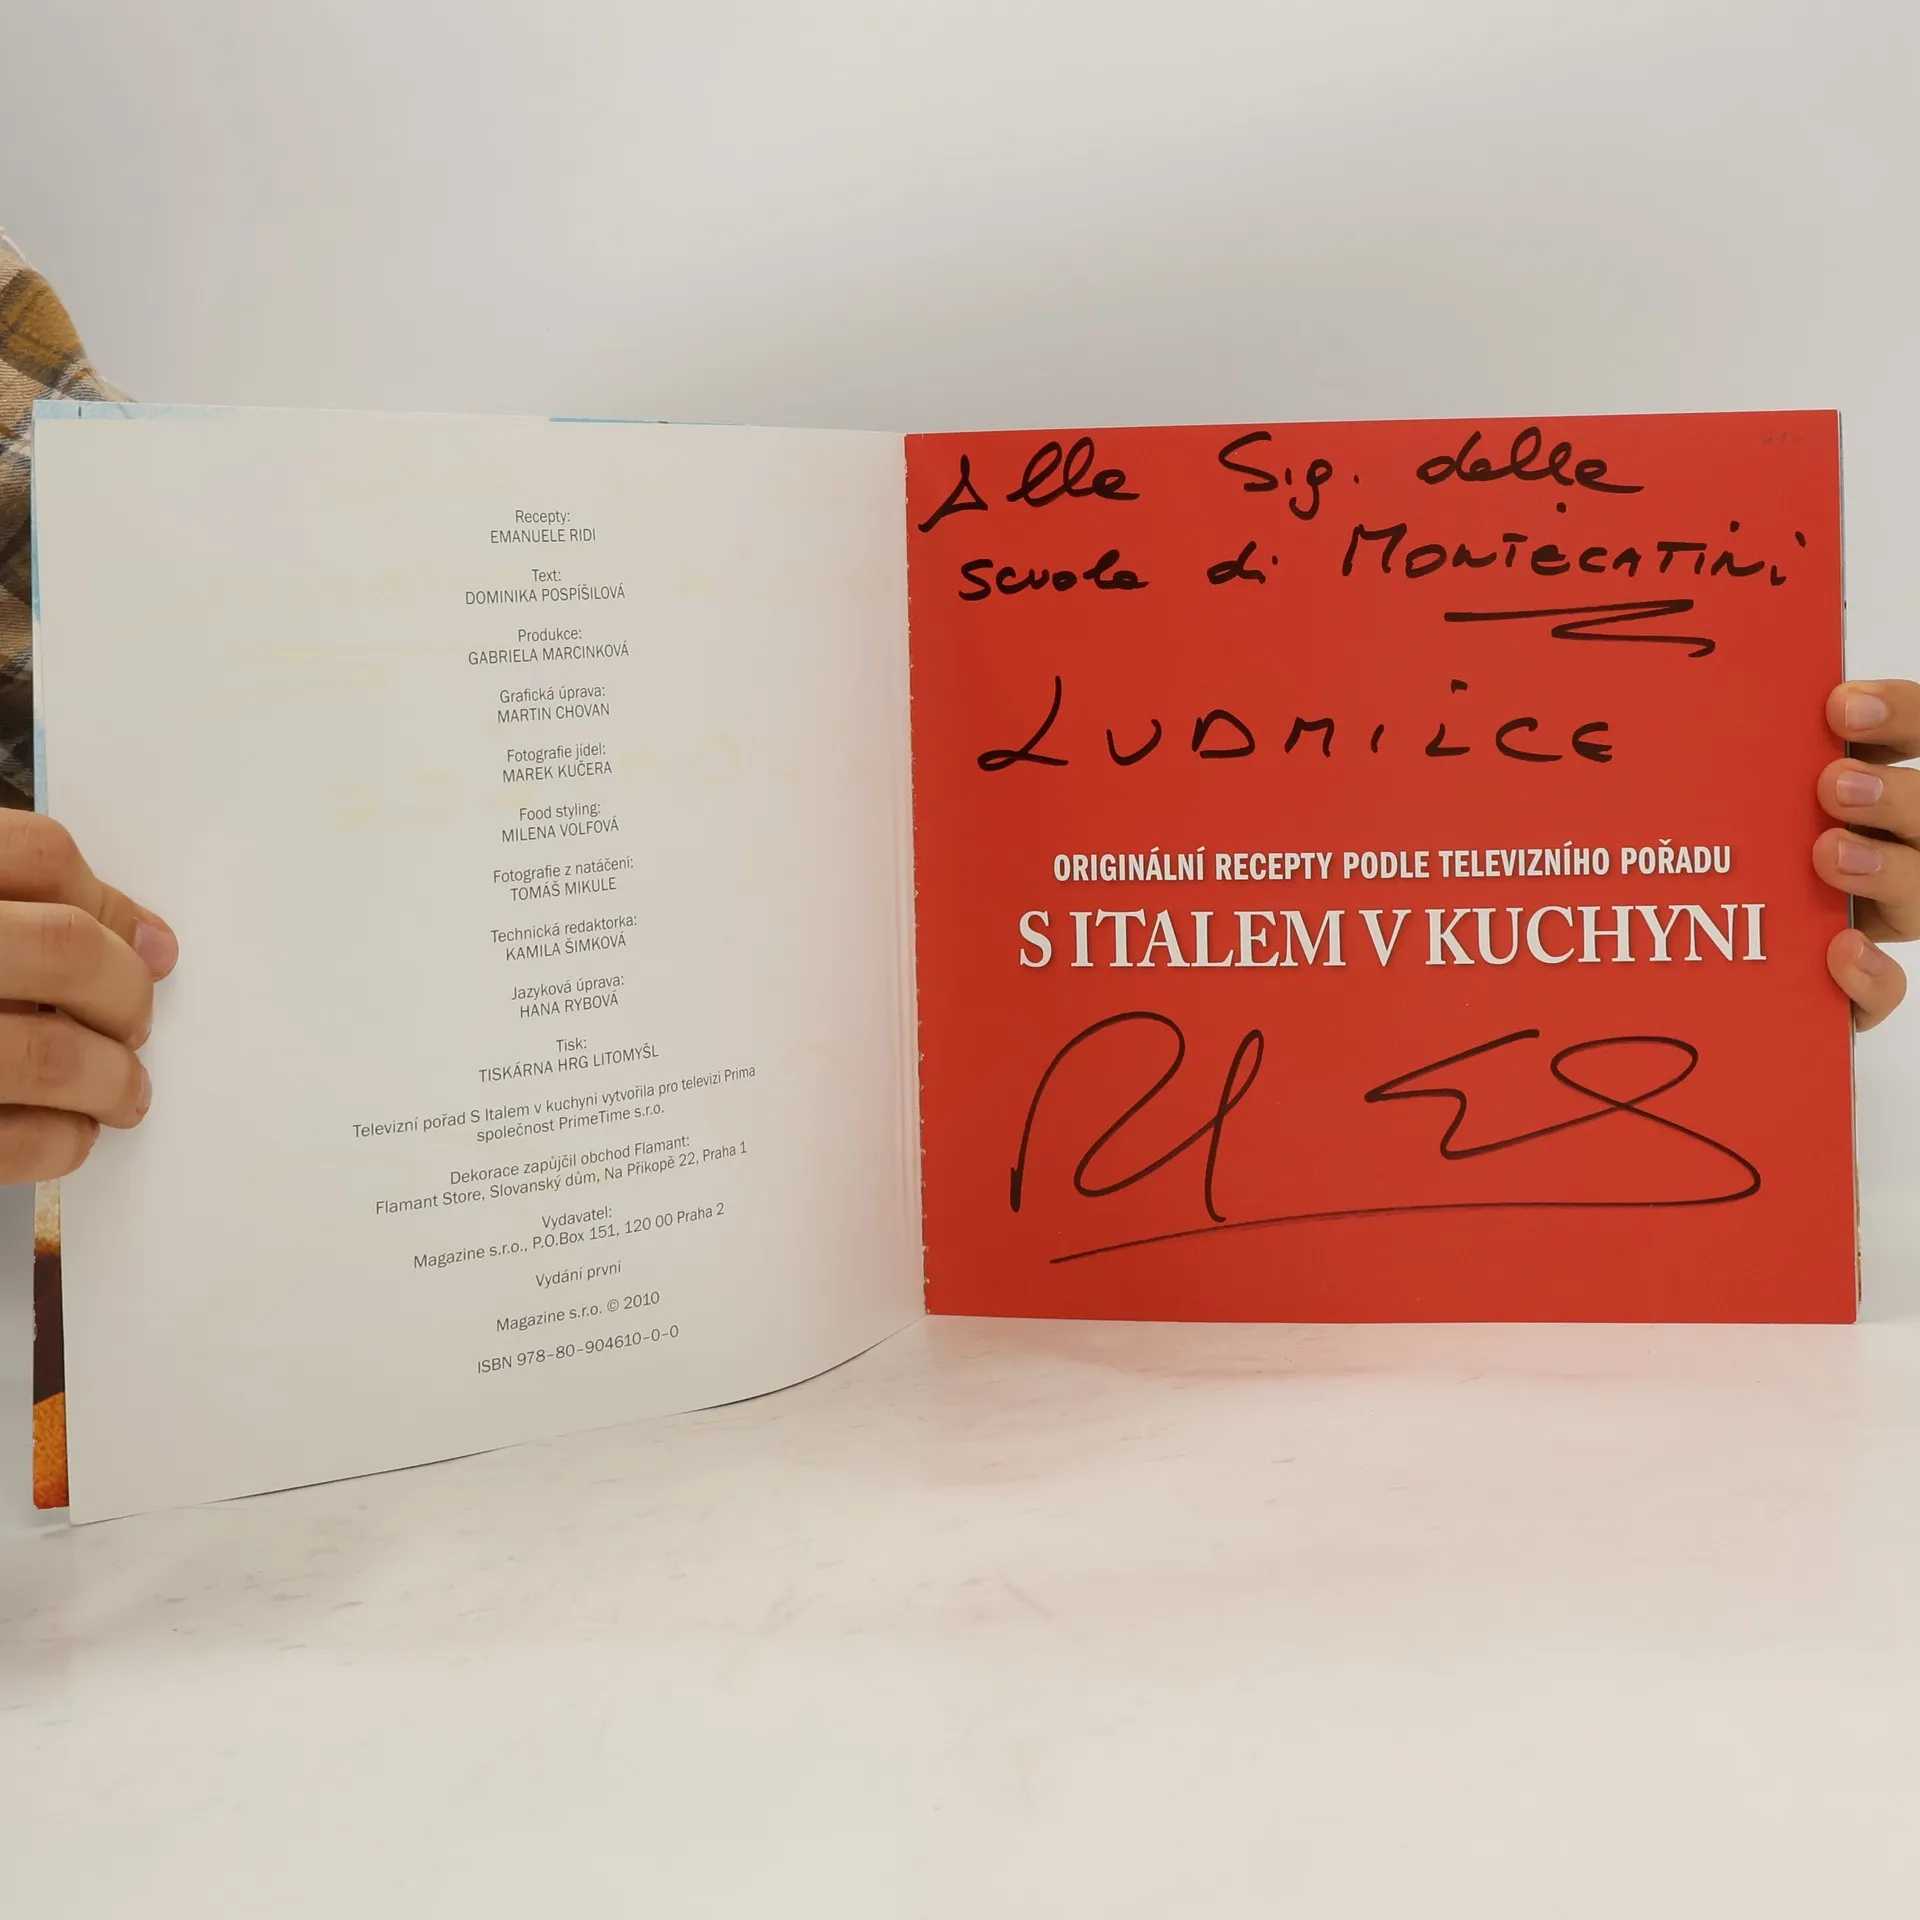 Recepty:
EMANUELE RIDI
Text:
DOMINIKA POSPÍŠILOVÁ
Produkce:
GABRIELA MARCINKOVÁ
Grafická úprava:
MARTIN CHOVAN
Fotografie jídel:
MAREK KUČERA
Food styling:
MILENA VOLFOVÁ
Fotografie z natáčení:
TOMÁŠ MIKULE
Technická redaktorka:
KAMILA ŠIMKOVÁ
Jazyková úprava:
HANA RYBOVÁ
Tisk:
TISKÁRNA HRG LITOMYŠL
Televizní pořad S Italem v kuchyni vytvořila pro televizi Prima
společnost PrimeTime s.r.o.
Dekorace zapůjčil obchod Flamant:
Flamant Store, Slovanský dům, Na Příkopě 22, Praha 1
Vydavatel:
Magazine s.r.o., P.O.Box 151, 120 00 Praha 2
Vydání první
Magazine s.r.o. © 2010
ISBN 978-80-904610-0-0
Alla Sig. della
scuola di MONTECATINI
LUDMILCE
ORIGINÁLNÍ RECEPTY PODLE TELEVIZNÍHO POŘADU
S ITALEM V KUCHYNI